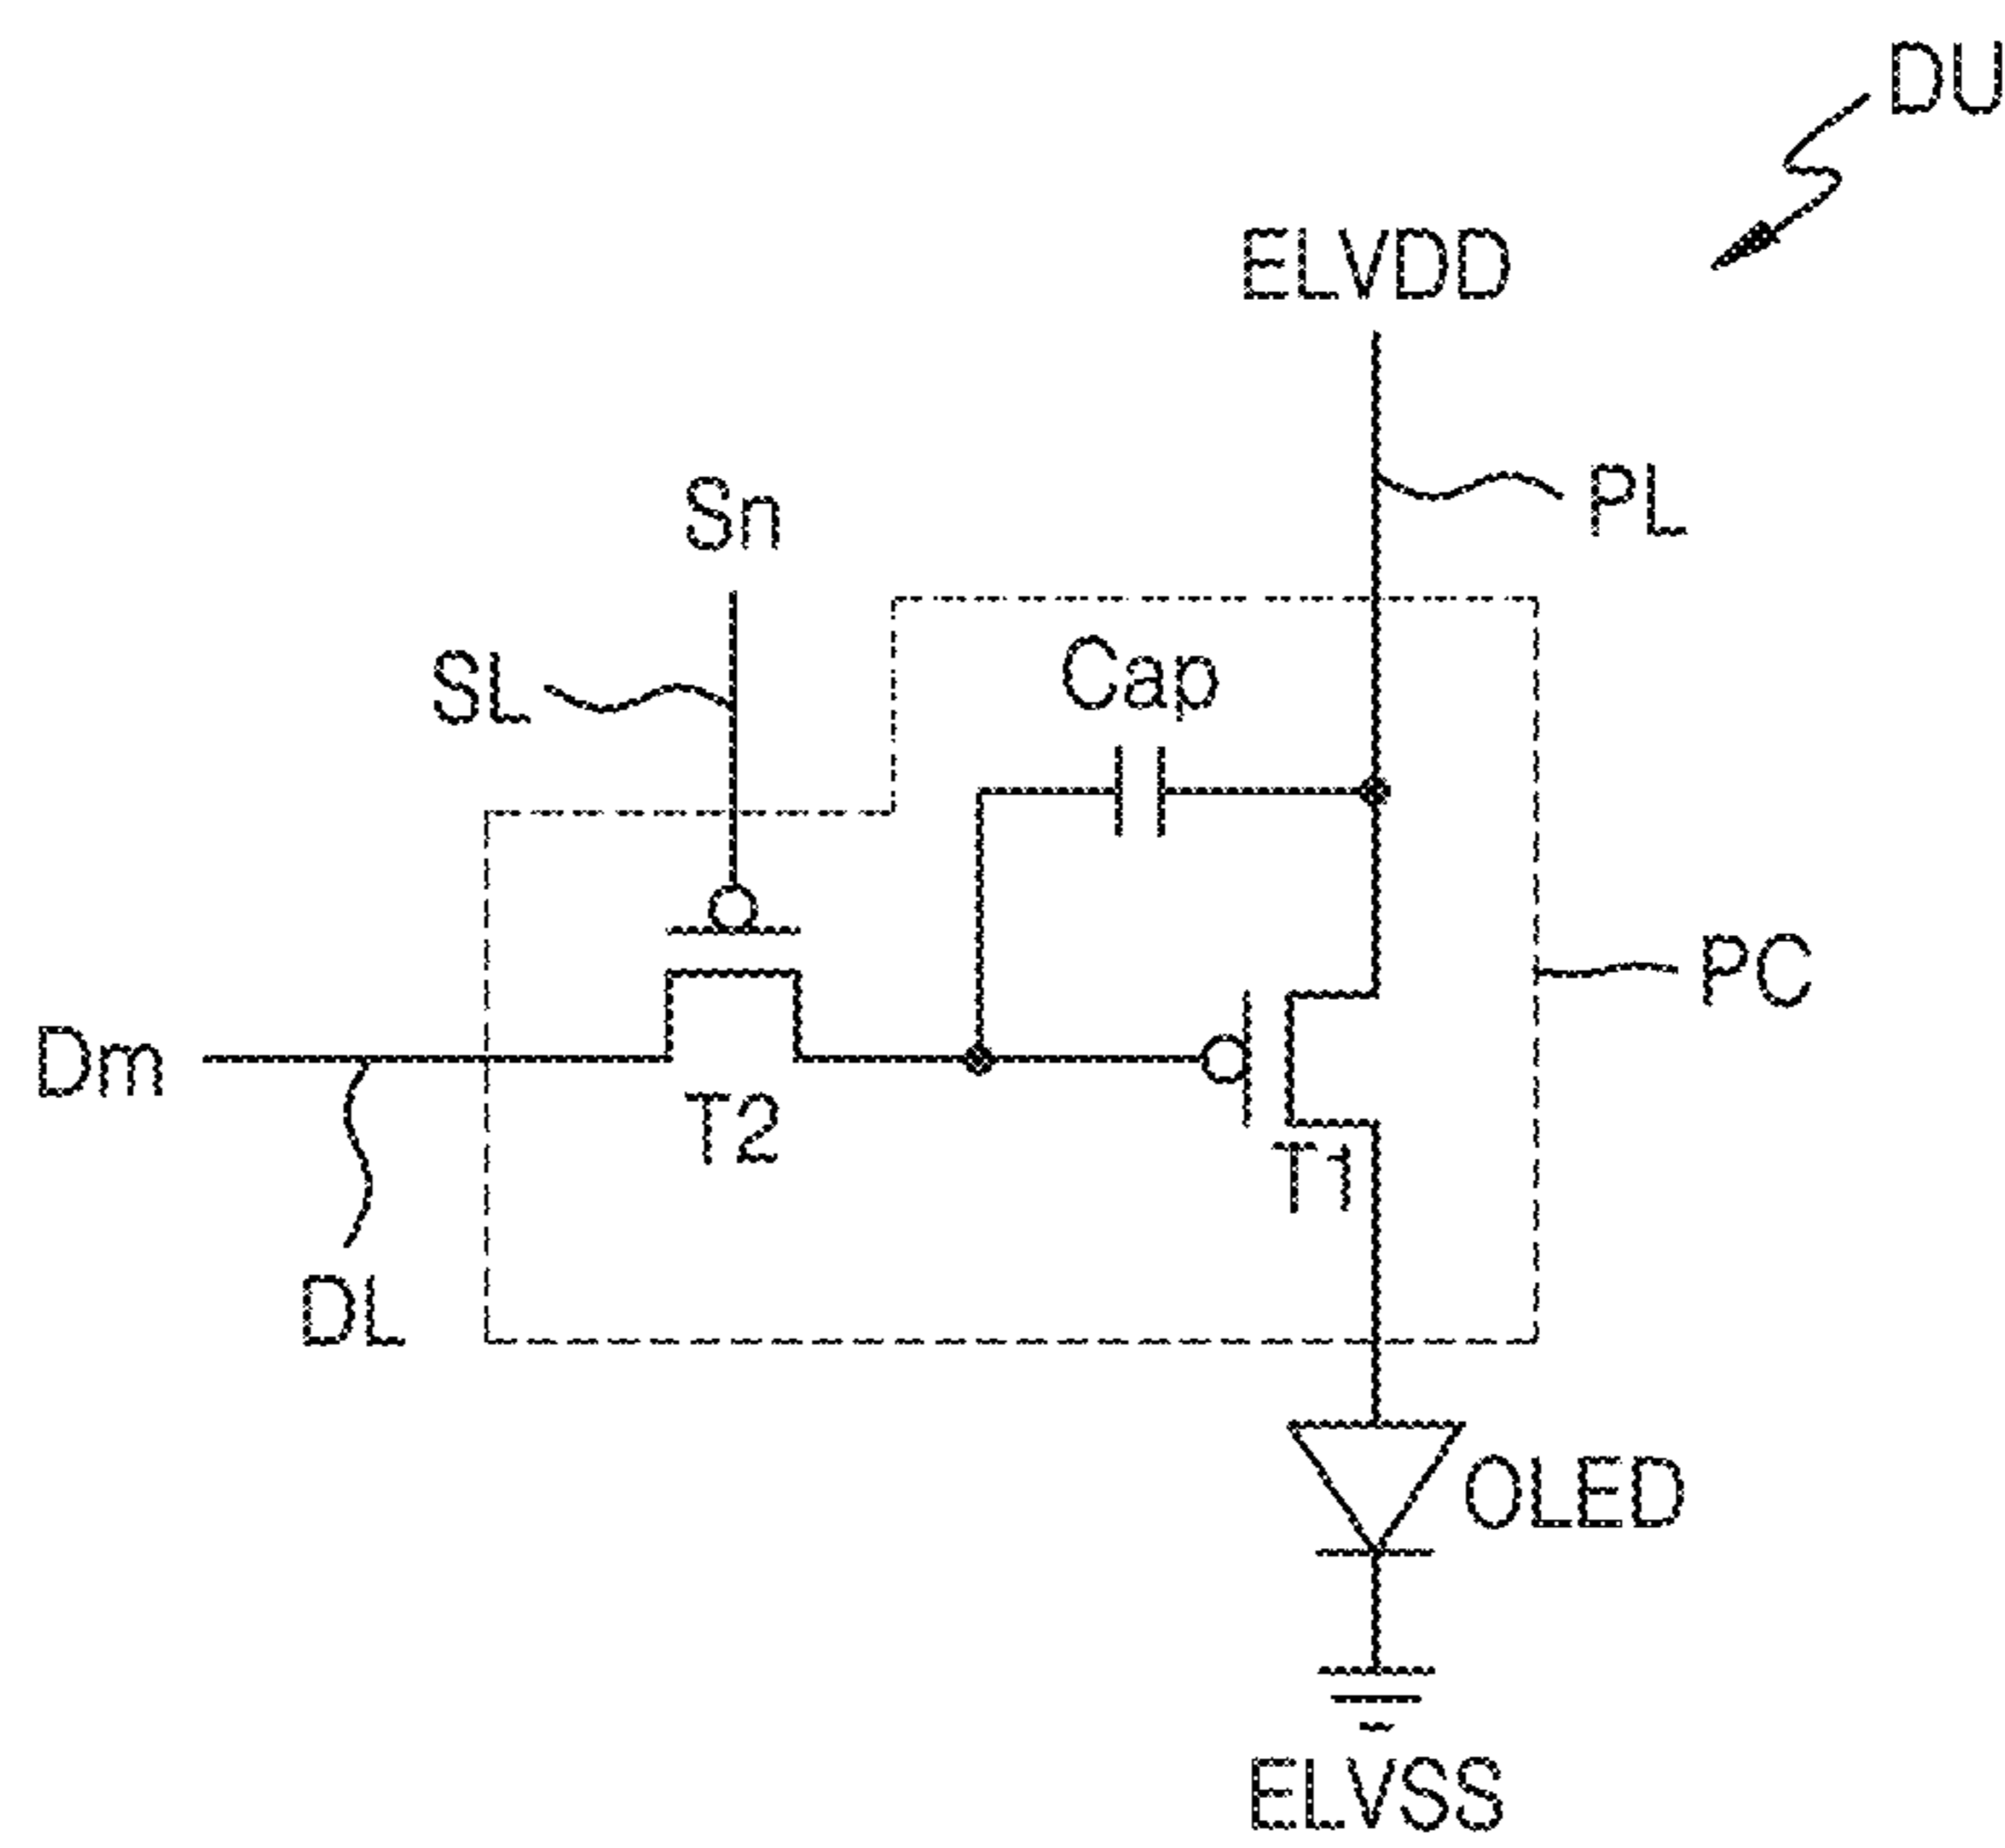 DU
ELVDD
PL
Sn
SL
Cap
PC
Dm
T2
T1
DL
OLED
ELVSS